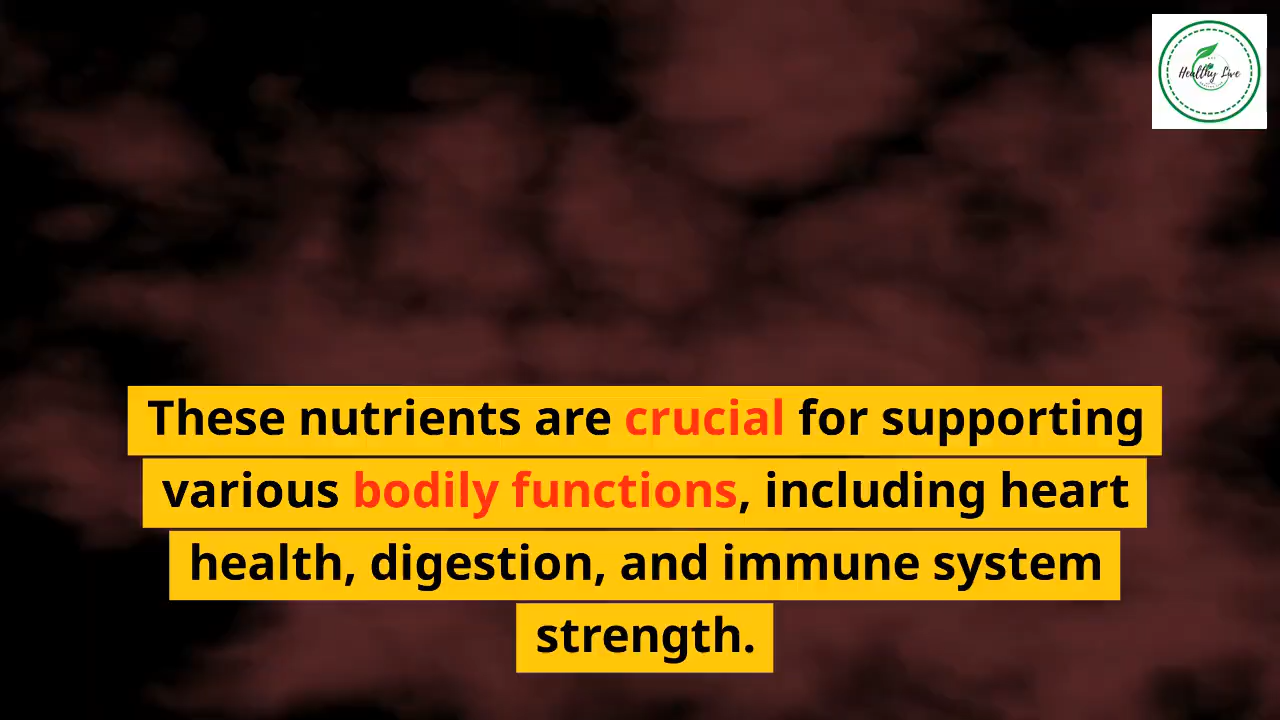 Healthy Live
These nutrients are crucial for supporting
various bodily functions, including heart
health, digestion, and immune system
strength.